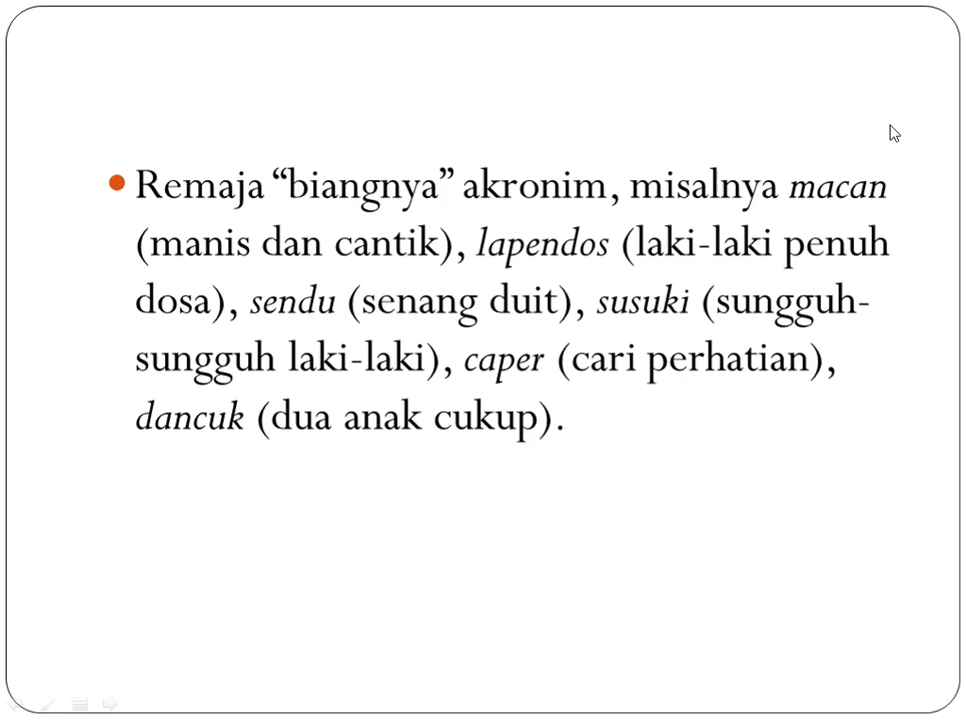 Remaja “biangnya” akronim, misalnya macan
(manis dan cantik), lapendos (laki-laki penuh
dosa), sendu (senang duit), susuki (sungguh-
sungguh laki-laki), caper (cari perhatian),
dancuk (dua anak cukup).